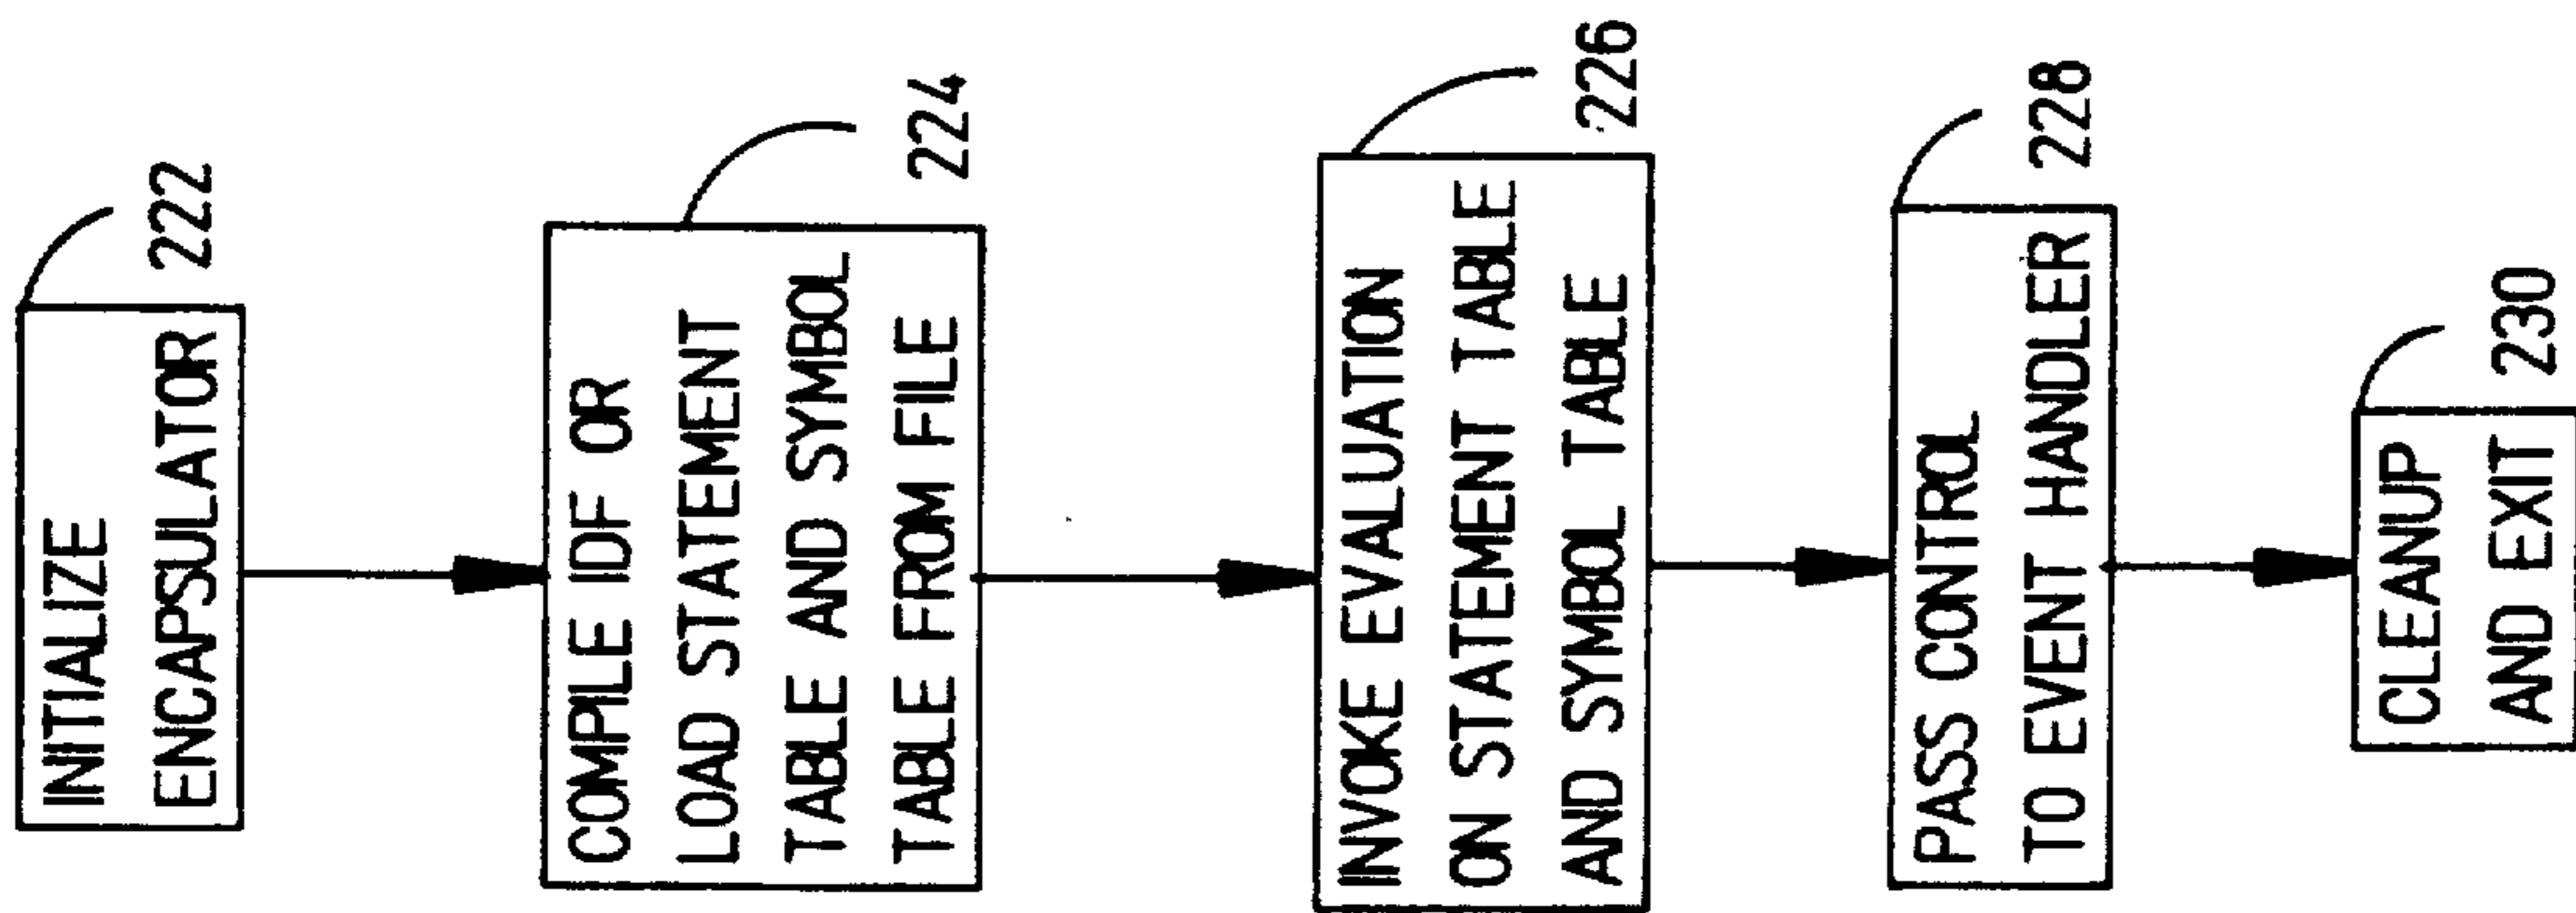 INITIALIZE
ENCAPSULATOR
222
COMPILE IDF OR
LOAD STATEMENT
TABLE AND SYMBOL
TABLE FROM FILE
224
INVOKE EVALUATION
ON STATEMENT TABLE
AND SYMBOL TABLE
226
PASS CONTROL
TO EVENT HANDLER
228
CLEANUP
AND EXIT
230